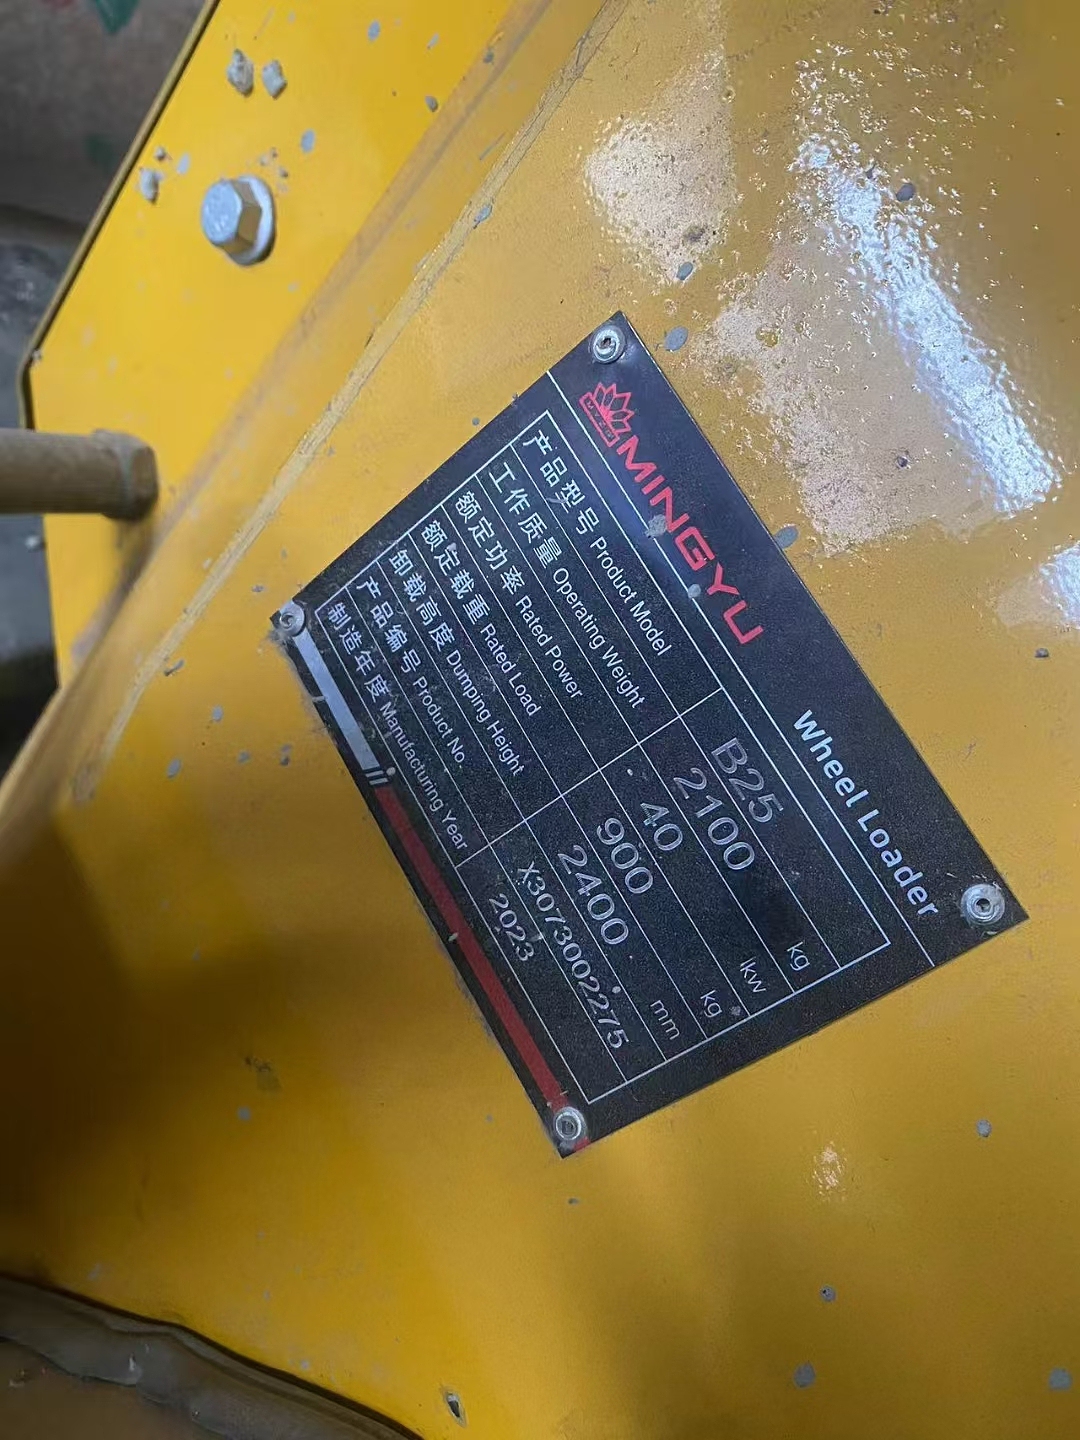 MINGYU
Wheel Loader
产品型号 Product Model B25
工作质量 Operating Weight 2100 kg
额定功率 Rated Power 40 kw
额定载重 Rated Load 900 kg
卸载高度 Dumping Height 2400 mm
产品编号 Product No. X3073002275
制造年度 Manufacturing Year 2023